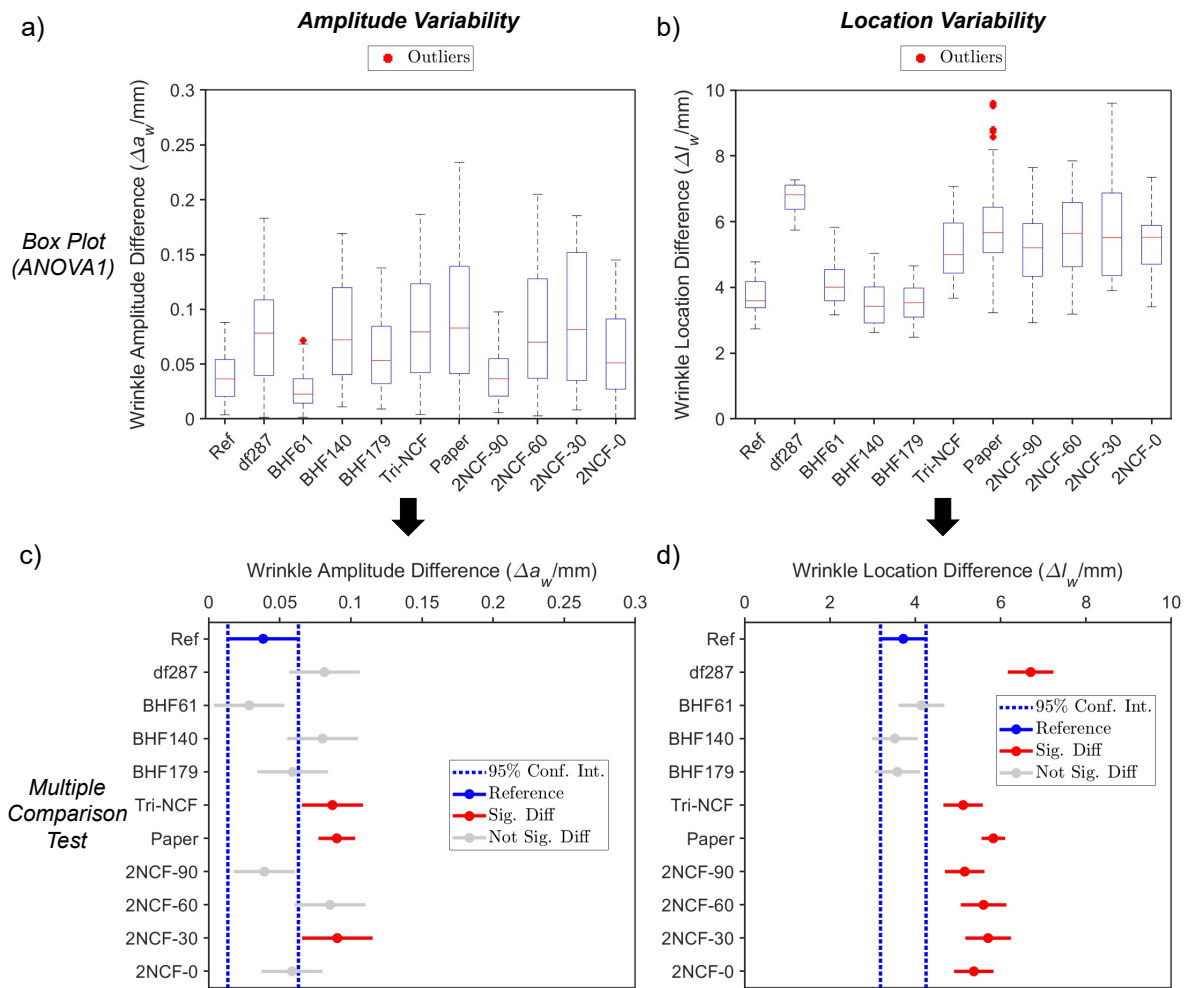 a)
Amplitude Variability
Outliers
Wrinkle Amplitude Difference (Δa_w/mm)
0.3
0.25
0.2
0.15
0.1
0.05
0
Ref
df287
BHF61
BHF140
BHF179
Tri-NCF
Paper
2NCF-90
2NCF-60
2NCF-30
2NCF-0
b)
Location Variability
Outliers
Wrinkle Location Difference (Δl_w/mm)
10
8
6
4
2
0
Ref
df287
BHF61
BHF140
BHF179
Tri-NCF
Paper
2NCF-90
2NCF-60
2NCF-30
2NCF-0
Box Plot
(ANOVA1)
c)
Wrinkle Amplitude Difference (Δa_w/mm)
0
0.05
0.1
0.15
0.2
0.25
0.3
Ref
df287
BHF61
BHF140
BHF179
Tri-NCF
Paper
2NCF-90
2NCF-60
2NCF-30
2NCF-0
95% Conf. Int.
Reference
Sig. Diff
Not Sig. Diff
d)
Wrinkle Location Difference (Δl_w/mm)
0
2
4
6
8
10
Ref
df287
BHF61
BHF140
BHF179
Tri-NCF
Paper
2NCF-90
2NCF-60
2NCF-30
2NCF-0
95% Conf. Int.
Reference
Sig. Diff
Not Sig. Diff
Multiple
Comparison
Test